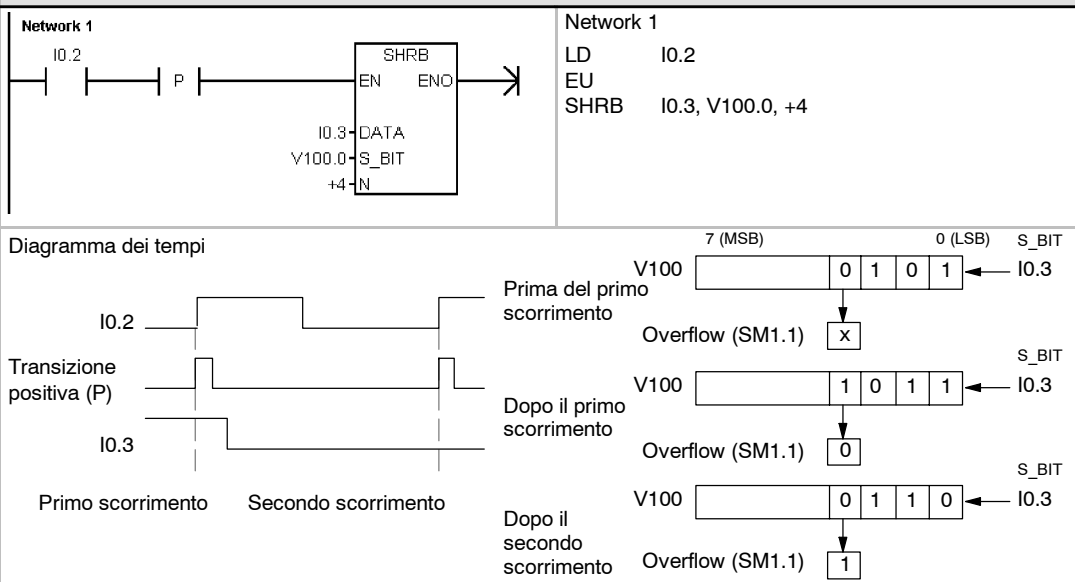 Network 1
I0.2
P
SHRB
EN ENO
I0.3 DATA
V100.0 S_BIT
+4 N
Network 1
LD I0.2
EU
SHRB I0.3, V100.0, +4
Diagramma dei tempi
I0.2
Transizione
positiva (P)
I0.3
Primo scorrimento Secondo scorrimento
7 (MSB) 0 (LSB) S_BIT
Prima del primo
scorrimento
V100 0 1 0 1 I0.3
Overflow (SM1.1) x
S_BIT
Dopo il primo
scorrimento
V100 1 0 1 1 I0.3
Overflow (SM1.1) 0
S_BIT
Dopo il
secondo
scorrimento
V100 0 1 1 0 I0.3
Overflow (SM1.1) 1